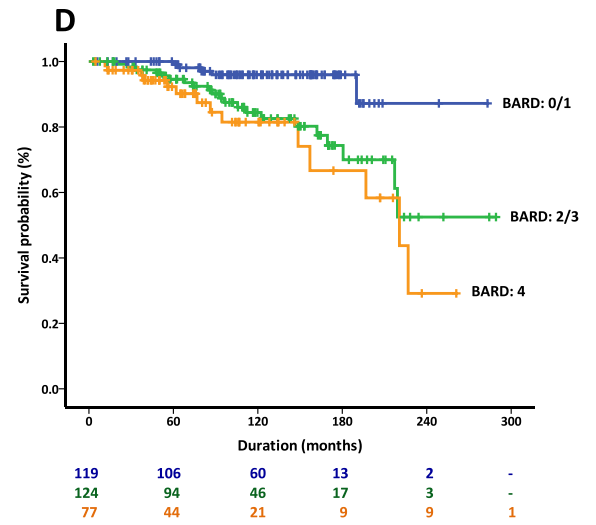 D
1.0
0.8
0.6
0.4
0.2
0.0
Survival probability (%)
BARD: 0/1
BARD: 2/3
BARD: 4
0 60 120 180 240 300
Duration (months)
119 106 60 13 2 -
124 94 46 17 3 -
77 44 21 9 9 1